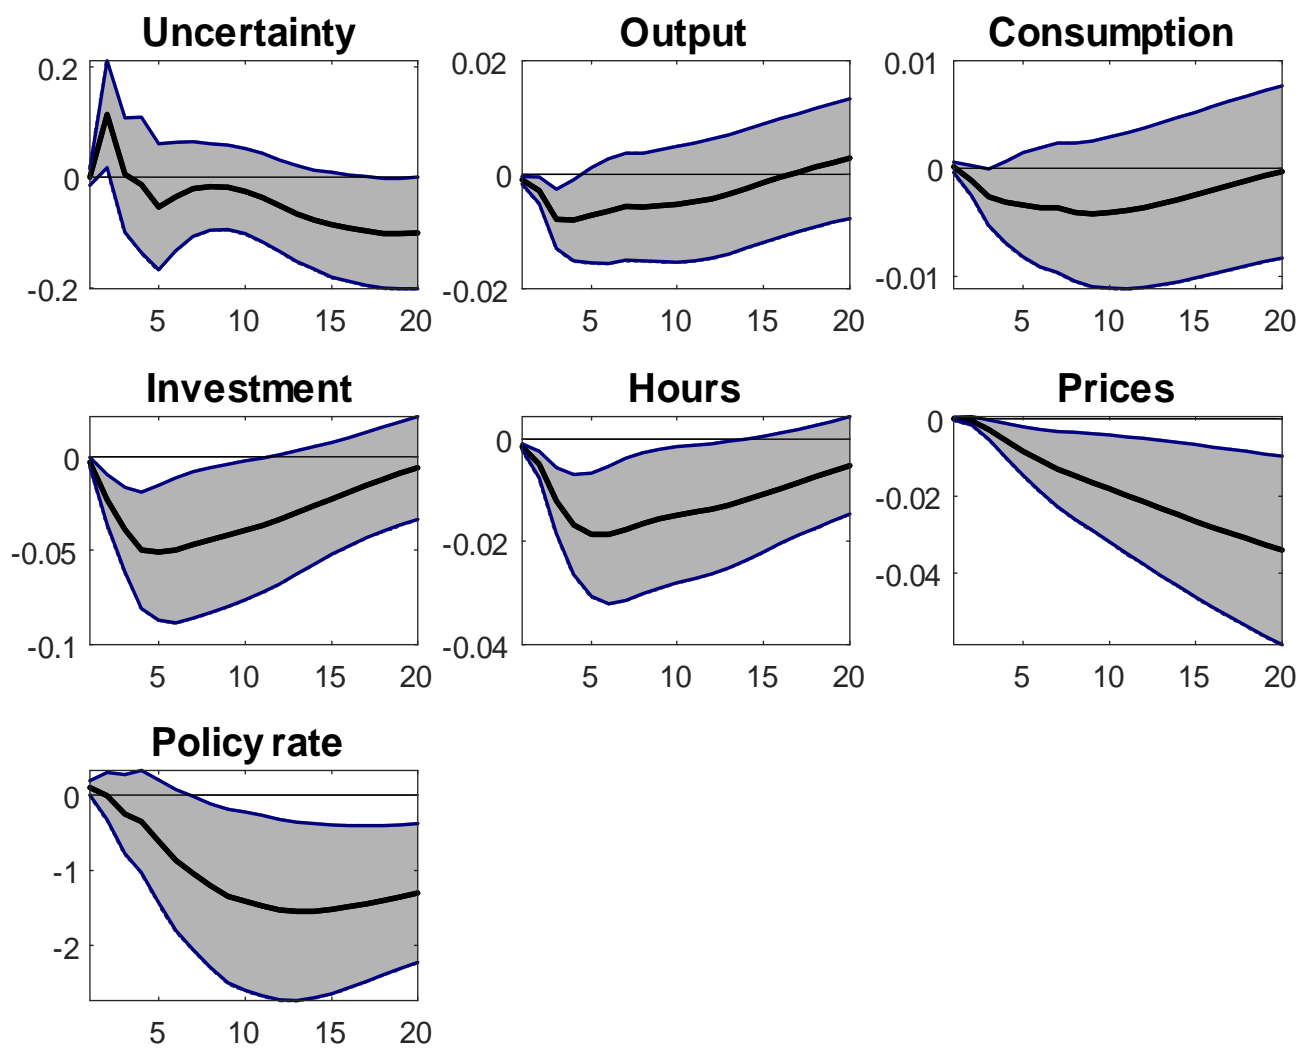 Uncertainty Output Consumption
0.2 0.02 0.01
0 0 0
-0.2 -0.02 -0.01
5 10 15 20 5 10 15 20 5 10 15 20
Investment Hours Prices
0 0 0
-0.05 -0.02 -0.02
-0.1 -0.04 -0.04
5 10 15 20 5 10 15 20 5 10 15 20
Policy rate
0
-1
-2
5 10 15 20